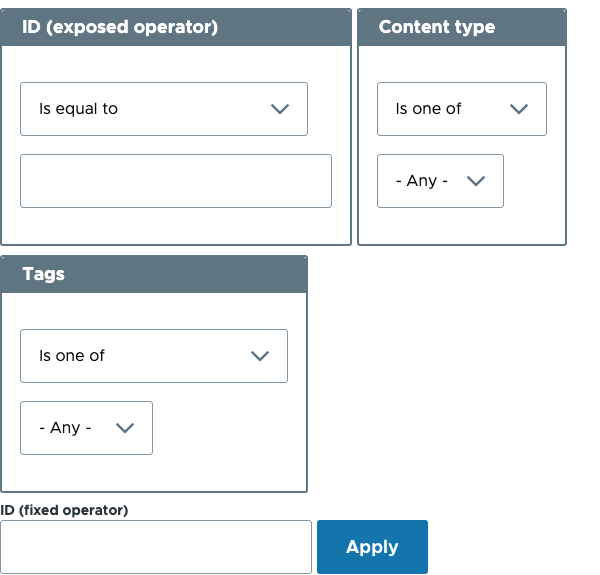 ID (exposed operator)
Is equal to
Content type
Is one of
- Any -
Tags
Is one of
- Any -
ID (fixed operator)
Apply